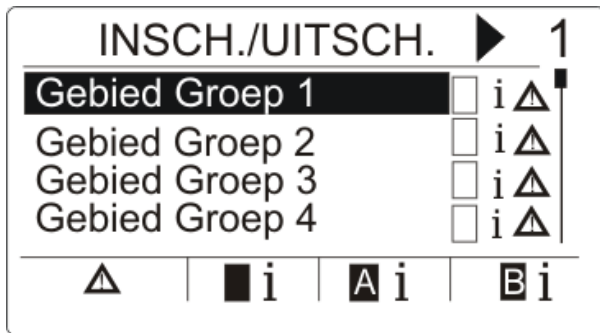 INSCH./UITSCH. ▶ 1
Gebied Groep 1 i ⚠
Gebied Groep 2 i ⚠
Gebied Groep 3 i ⚠
Gebied Groep 4 i ⚠
⚠ ■ i A i B i